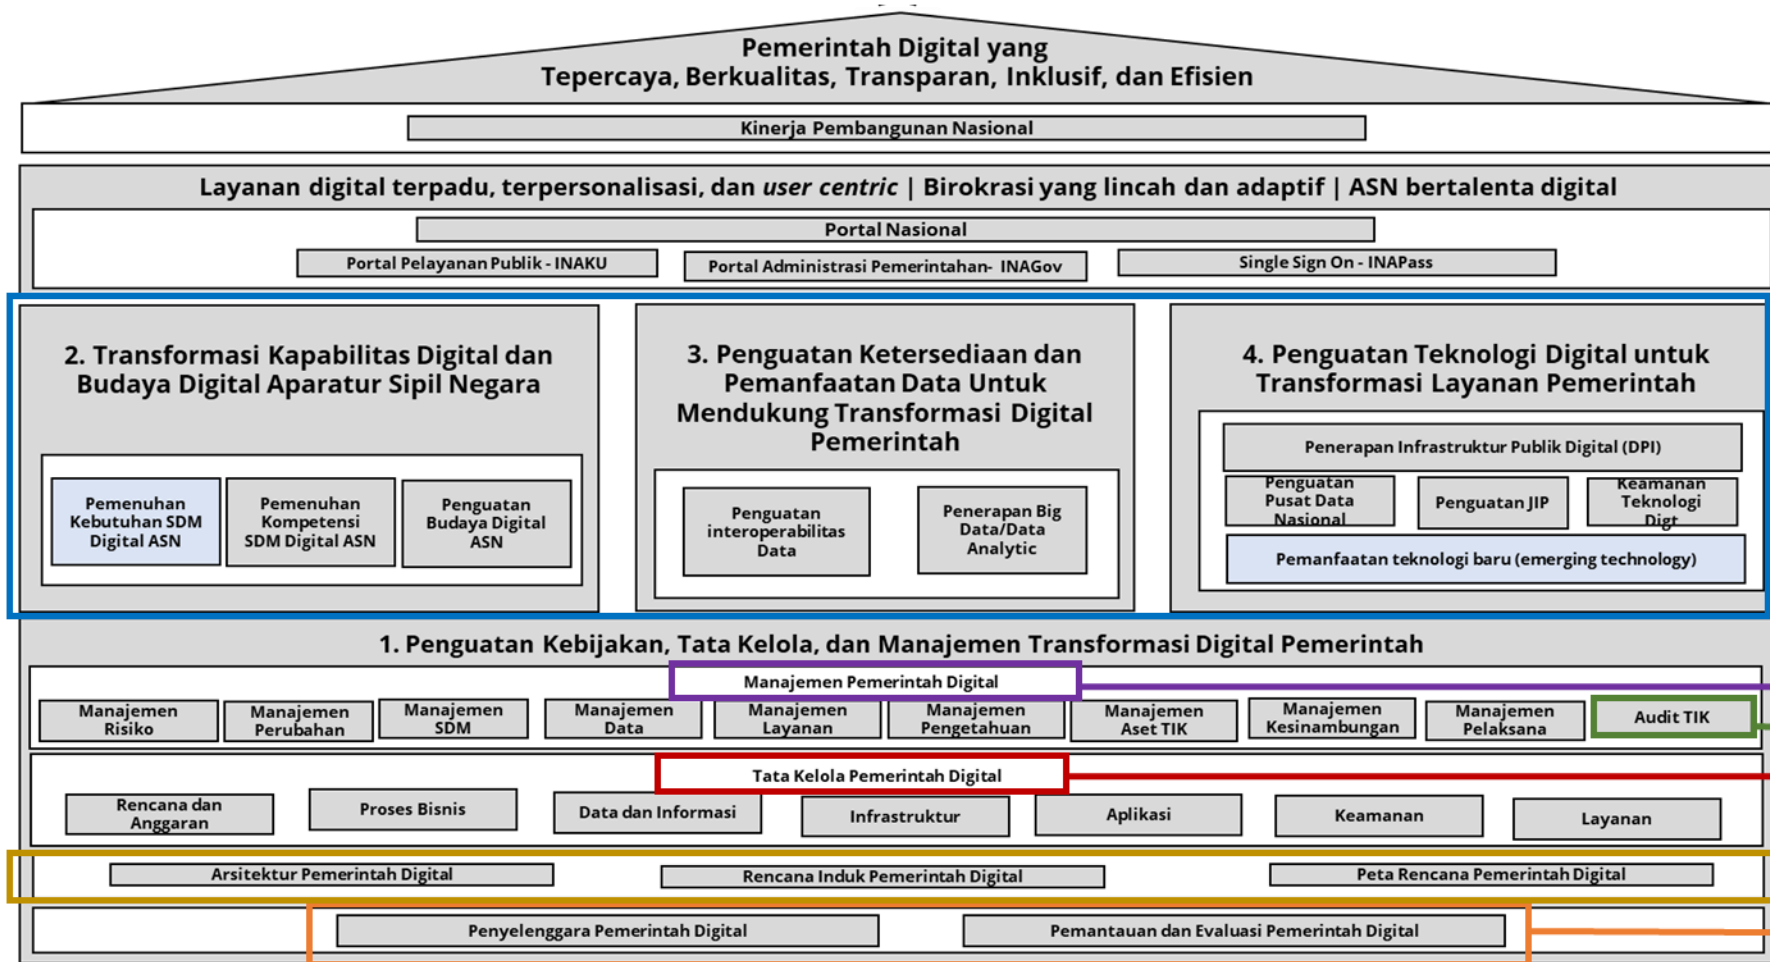 Pemerintah Digital yang
Tepercaya, Berkualitas, Transparan, Inklusif, dan Efisien
Kinerja Pembangunan Nasional
Layanan digital terpadu, terpersonalisasi, dan user centric | Birokrasi yang lincah dan adaptif | ASN bertalenta digital
Portal Nasional
Portal Pelayanan Publik - INAKU
Portal Administrasi Pemerintahan- INAGov
Single Sign On - INAPass
2. Transformasi Kapabilitas Digital dan
Budaya Digital Aparatur Sipil Negara
Pemenuhan
Kebutuhan SDM
Digital ASN
Pemenuhan
Kompetensi
SDM Digital ASN
Penguatan
Budaya Digital
ASN
3. Penguatan Ketersediaan dan
Pemanfaatan Data Untuk
Mendukung Transformasi Digital
Pemerintah
Penguatan
interoperabilitas
Data
Penerapan Big
Data/Data
Analytic
4. Penguatan Teknologi Digital untuk
Transformasi Layanan Pemerintah
Penerapan Infrastruktur Publik Digital (DPI)
Penguatan
Pusat Data
Nasional
Penguatan JIP
Keamanan
Teknologi
Digt
Pemanfaatan teknologi baru (emerging technology)
1. Penguatan Kebijakan, Tata Kelola, dan Manajemen Transformasi Digital Pemerintah
Manajemen Pemerintah Digital
Manajemen
Risiko
Manajemen
Perubahan
Manajemen
SDM
Manajemen
Data
Manajemen
Layanan
Manajemen
Pengetahuan
Manajemen
Aset TIK
Manajemen
Kesinambungan
Manajemen
Pelaksana
Audit TIK
Tata Kelola Pemerintah Digital
Rencana dan
Anggaran
Proses Bisnis
Data dan Informasi
Infrastruktur
Aplikasi
Keamanan
Layanan
Arsitektur Pemerintah Digital
Rencana Induk Pemerintah Digital
Peta Rencana Pemerintah Digital
Penyelenggara Pemerintah Digital
Pemantauan dan Evaluasi Pemerintah Digital